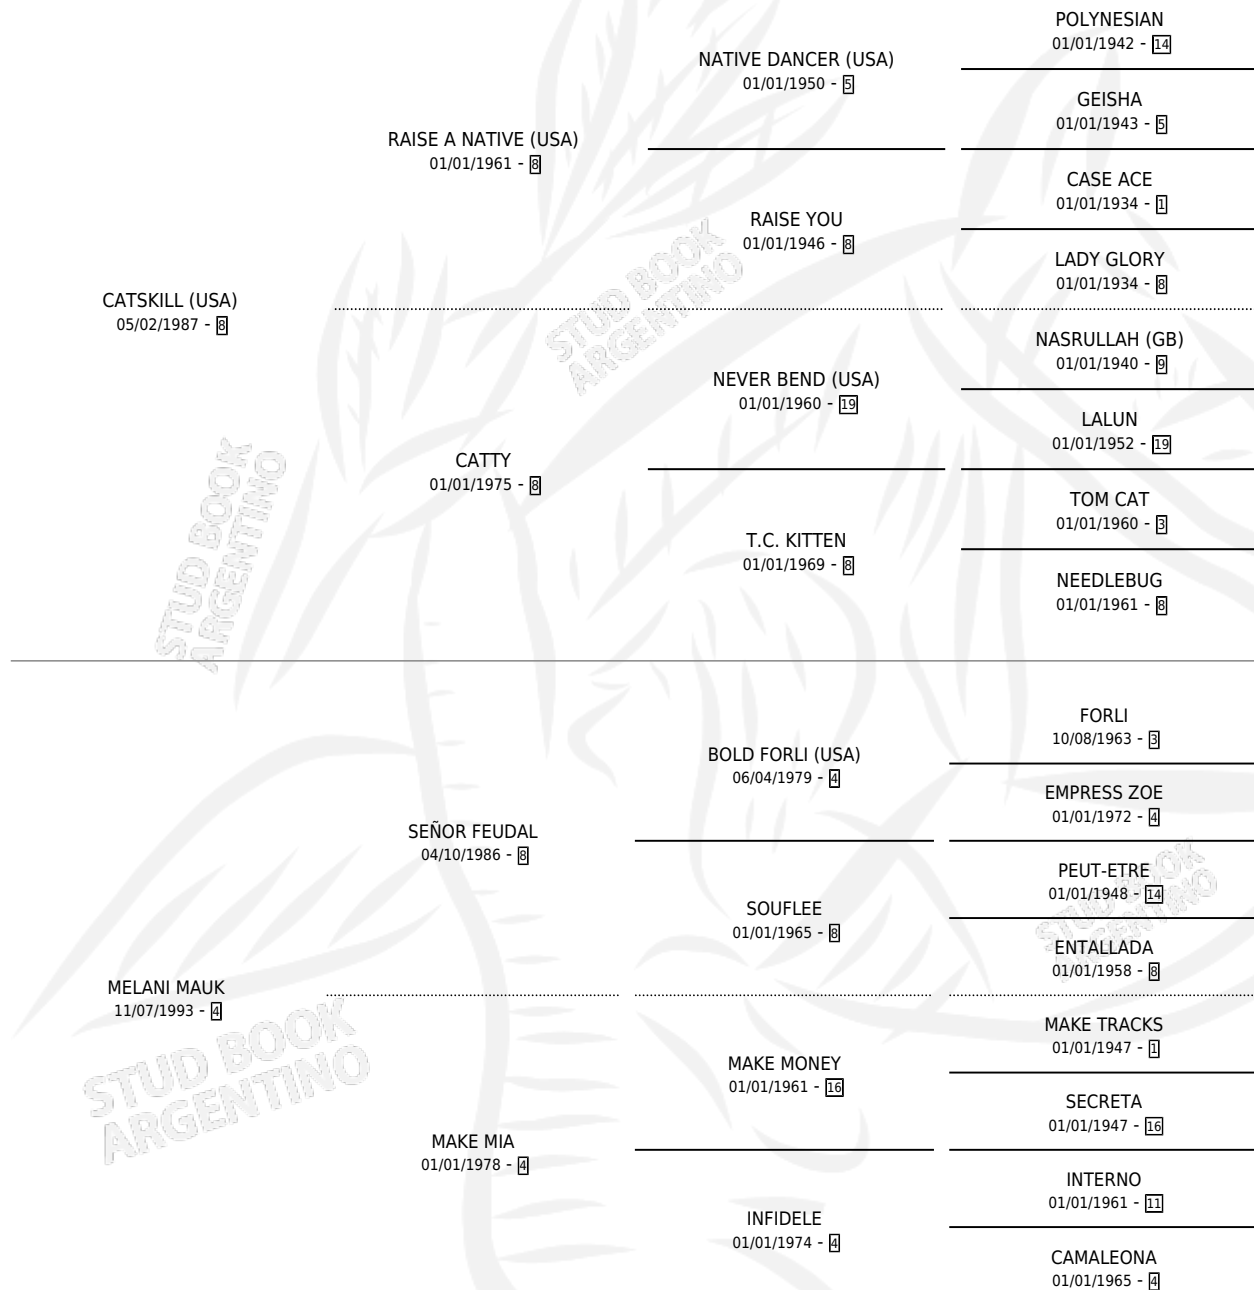 POLYNESIAN
01/01/1942 - 14
NATIVE DANCER (USA)
01/01/1950 - 5
GEISHA
01/01/1943 - 5
RAISE A NATIVE (USA)
01/01/1961 - 8
CASE ACE
01/01/1934 - 1
RAISE YOU
01/01/1946 - 8
LADY GLORY
01/01/1934 - 8
CATSKILL (USA)
05/02/1987 - 8
NASRULLAH (GB)
01/01/1940 - 9
NEVER BEND (USA)
01/01/1960 - 19
LALUN
01/01/1952 - 19
CATTY
01/01/1975 - 8
TOM CAT
01/01/1960 - 3
T.C. KITTEN
01/01/1969 - 8
NEEDLEBUG
01/01/1961 - 8
STUD BOOK
ARGENTINO
STUD BOOK
ARGENTINO
FORLI
10/08/1963 - 3
BOLD FORLI (USA)
06/04/1979 - 4
EMPRESS ZOE
01/01/1972 - 4
SEÑOR FEUDAL
04/10/1986 - 8
PEUT-ETRE
01/01/1948 - 14
SOUFLEE
01/01/1965 - 8
ENTALLADA
01/01/1958 - 8
MELANI MAUK
11/07/1993 - 4
MAKE TRACKS
01/01/1947 - 1
MAKE MONEY
01/01/1961 - 16
SECRETA
01/01/1947 - 16
MAKE MIA
01/01/1978 - 4
INTERNO
01/01/1961 - 11
INFIDELE
01/01/1974 - 4
CAMALEONA
01/01/1965 - 4
STUD BOOK
ARGENTINO
STUD BOOK
ARGENTINO